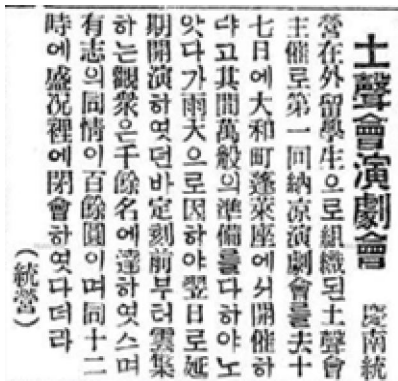 土聲會演劇會
慶南統
營在外留學生으로組織된土聲會
主催로第一回納凉演劇會를去十
七日에大和町蓬萊座에서開催하
랴고其間萬般의準備를다하야노
앗다가雨天으로因하야翌日로延
期開演하엿던바定刻前부터雲集
하는觀衆은千餘名에達하엿스며
有志의同情이百餘圓이며同十二
時에盛况裡에閉會하엿다더라
(統營)